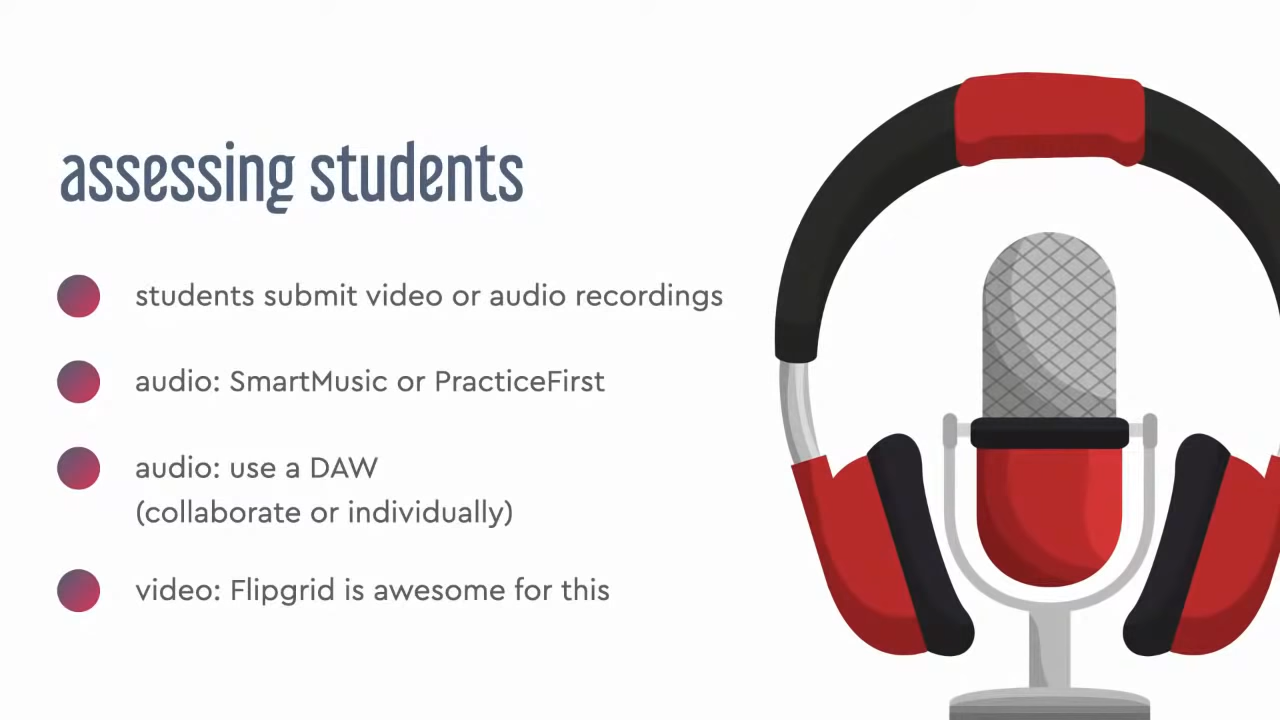 assessing students
students submit video or audio recordings
audio: SmartMusic or PracticeFirst
audio: use a DAW
(collaborate or individually)
video: Flipgrid is awesome for this